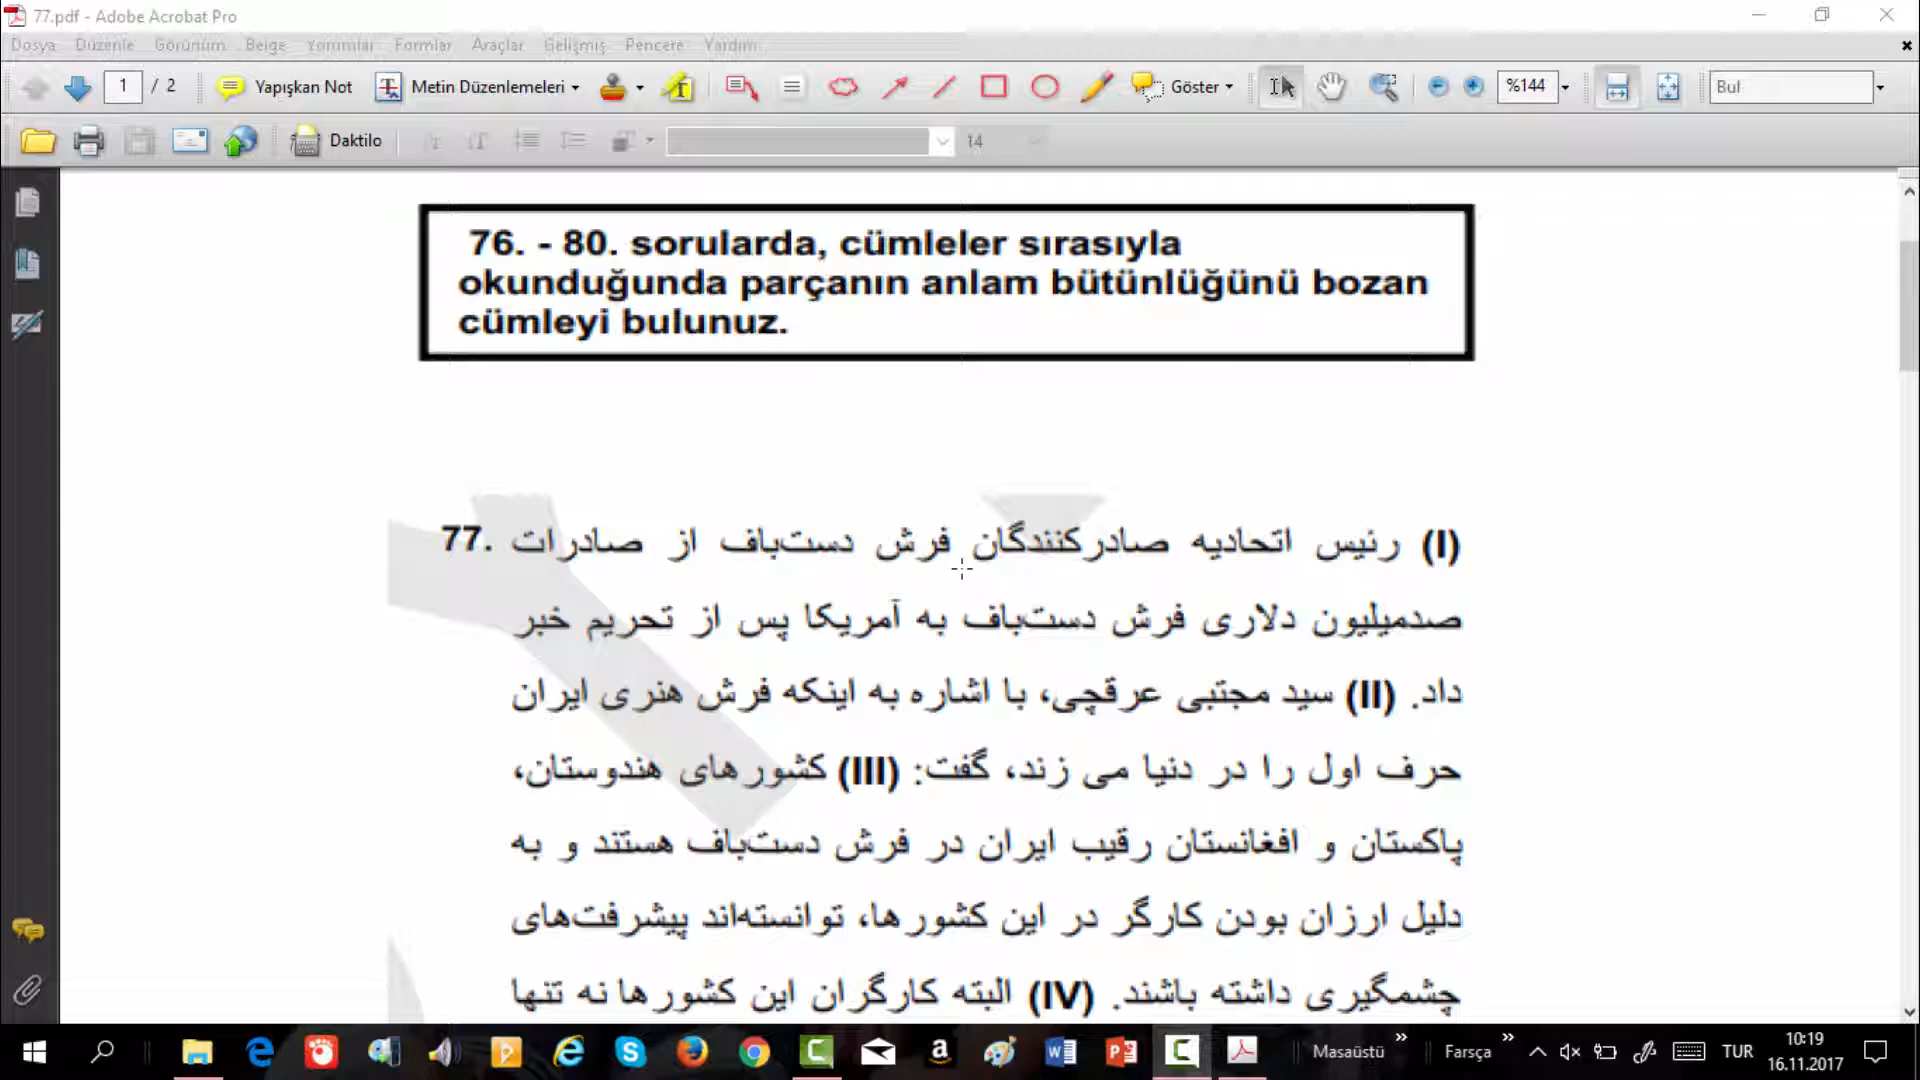 77.pdf - Adobe Acrobat Pro
Dosya Düzenle Görünüm Belge Yorumlar Formlar Araçlar Gelişmiş Pencere Yardım
1 / 2 Yapışkan Not Metin Düzenlemeleri Göster %144 Bul
Daktilo 14
76. - 80. sorularda, cümleler sırasıyla
okunduğunda parçanın anlam bütünlüğünü bozan
cümleyi bulunuz.
77. (I) رئیس اتحادیه صادرکنندگان فرش دست‌باف از صادرات
صدمیلیون دلاری فرش دست‌باف به آمریکا پس از تحریم خبر
داد. (II) سید مجتبی عرقچی، با اشاره به اینکه فرش هنری ایران
حرف اول را در دنیا می زند، گفت: (III) کشورهای هندوستان،
پاکستان و افغانستان رقیب ایران در فرش دست‌باف هستند و به
دلیل ارزان بودن کارگر در این کشورها، توانسته‌اند پیشرفت‌های
چشمگیری داشته باشند. (IV) البته کارگران این کشورها نه تنها
Masaüstü Farsça TUR 10:19
16.11.2017